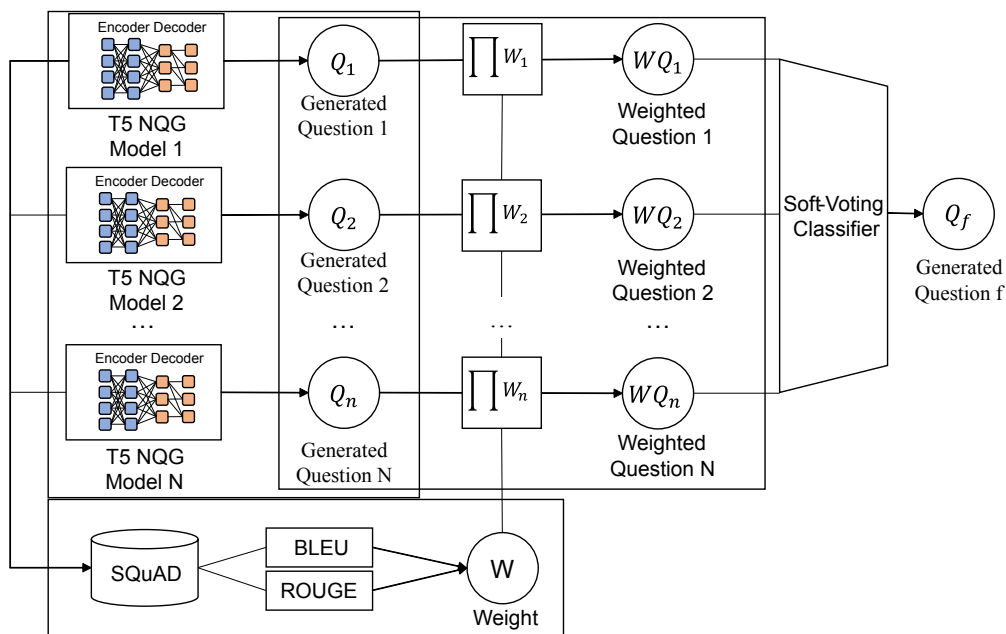 Encoder Decoder
T5 NQG
Model 1
Q₁
Generated
Question 1
∏ W₁
WQ₁
Weighted
Question 1
Encoder Decoder
T5 NQG
Model 2
...
Q₂
Generated
Question 2
...
∏ W₂
...
WQ₂
Weighted
Question 2
...
Soft-Voting
Classifier
Q_f
Generated
Question f
Encoder Decoder
T5 NQG
Model N
Qₙ
Generated
Question N
∏ Wₙ
WQₙ
Weighted
Question N
SQuAD
BLEU
ROUGE
W
Weight